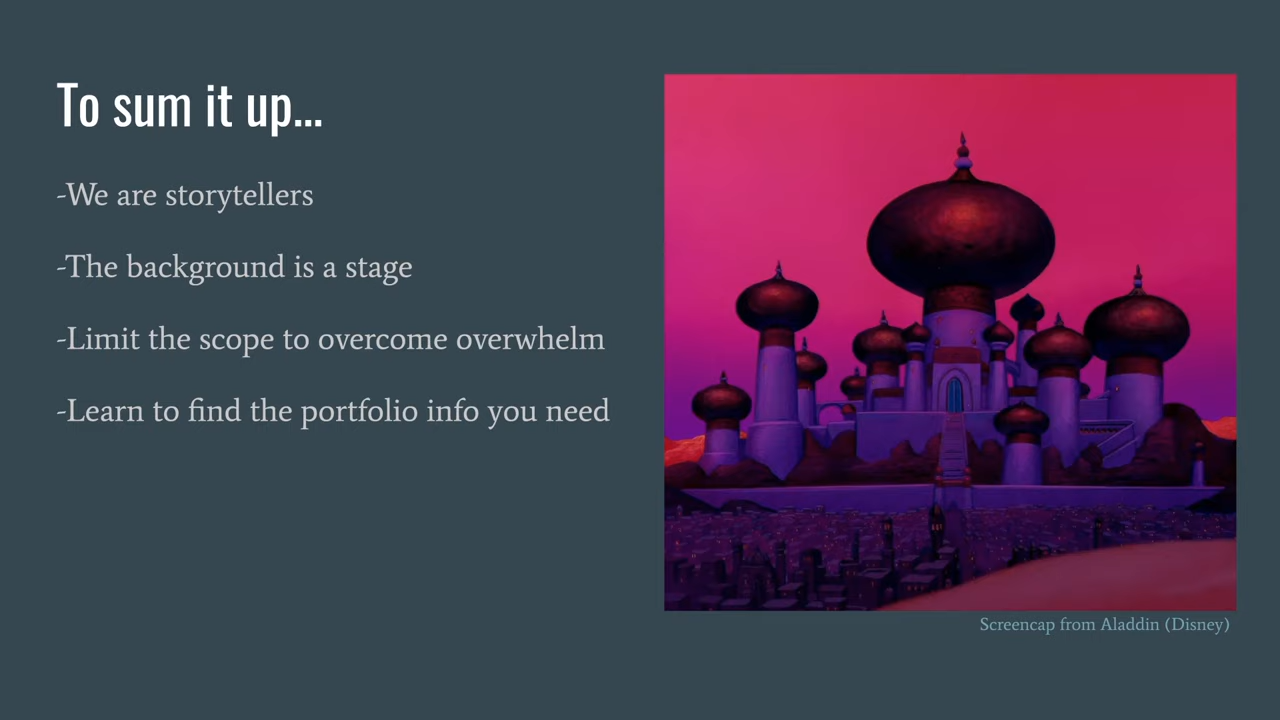 To sum it up...
-We are storytellers
-The background is a stage
-Limit the scope to overcome overwhelm
-Learn to find the portfolio info you need
Screencap from Aladdin (Disney)